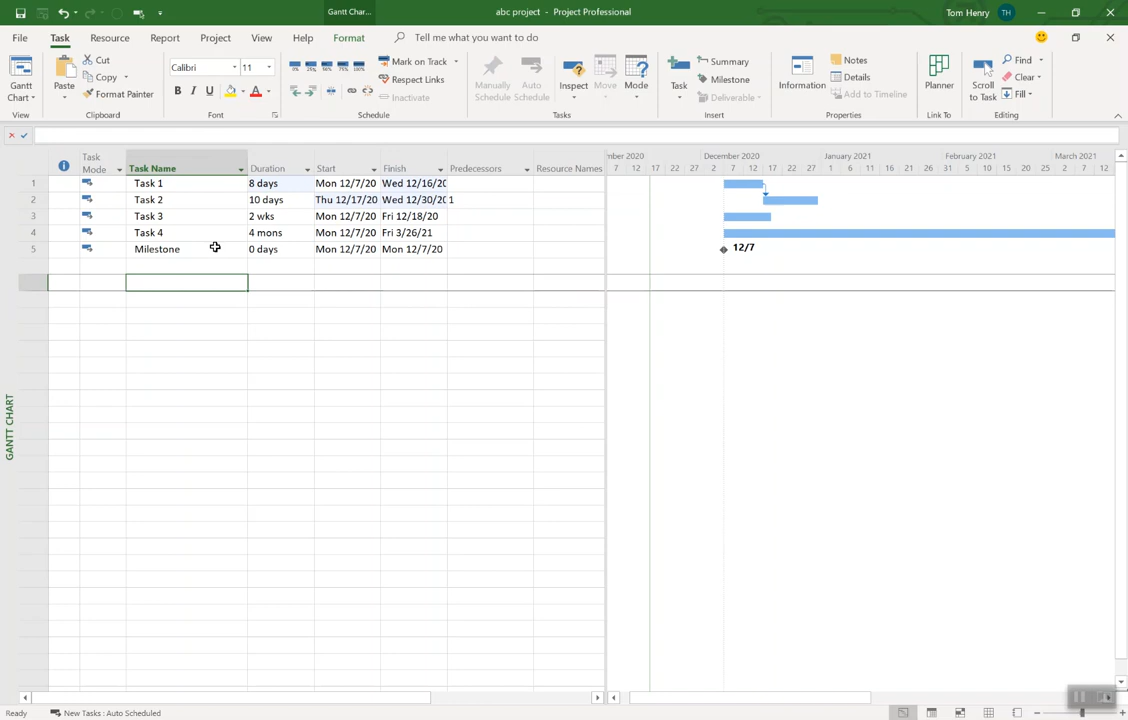 Gantt Char...
abc project - Project Professional
Tom Henry
TH
File
Task
Resource
Report
Project
View
Help
Format
Tell me what you want to do
Gantt
Chart
View
Paste
Cut
Copy
Format Painter
Clipboard
Calibri
11
B I U A
Font
0% 25% 50% 75% 100%
Mark on Track
Respect Links
Inactivate
Schedule
Manually
Schedule
Auto
Schedule
Inspect
Move
Mode
Tasks
Task
Summary
Milestone
Deliverable
Insert
Information
Notes
Details
Add to Timeline
Properties
Planner
Link To
Scroll
to Task
Find
Clear
Fill
Editing
Task
Mode
Task Name
Duration
Start
Finish
Predecessors
Resource Names
1 Task 1 8 days Mon 12/7/20 Wed 12/16/20
2 Task 2 10 days Thu 12/17/20 Wed 12/30/20 1
3 Task 3 2 wks Mon 12/7/20 Fri 12/18/20
4 Task 4 4 mons Mon 12/7/20 Fri 3/26/21
5 Milestone 0 days Mon 12/7/20 Mon 12/7/20
mber 2020 December 2020 January 2021 February 2021 March 2021
7 12 17 22 27 2 7 12 17 22 27 1 6 11 16 21 26 31 5 10 15 20 25 2 7 12
12/7
GANTT CHART
Ready
New Tasks : Auto Scheduled